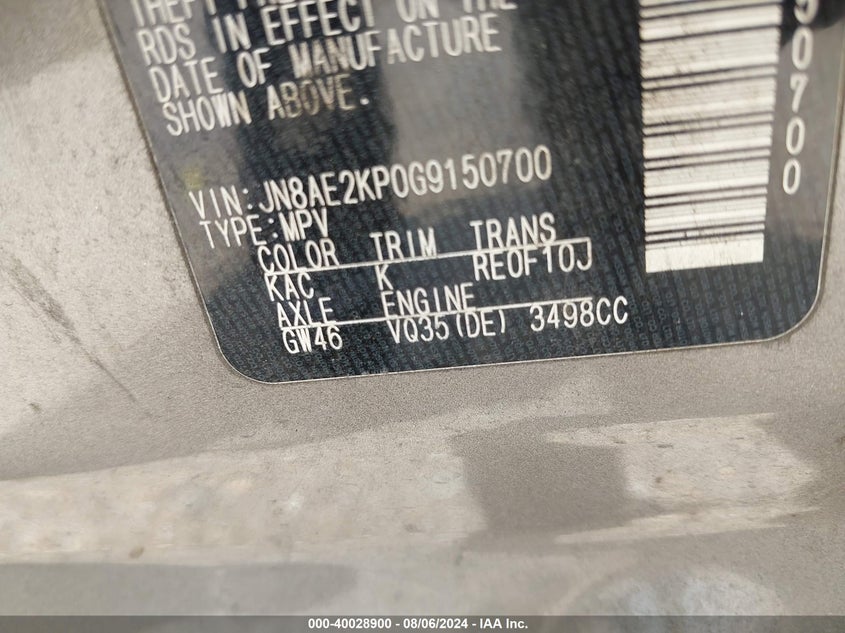 RDS IN EFFECT ON THE
DATE OF MANUFACTURE
SHOWN ABOVE.
VIN:JN8AE2KP0G9150700
TYPE:MPV
COLOR TRIM TRANS
KAC K RE0F10J
AXLE ENGINE
GW46 VQ35(DE) 3498CC
90700
000-40028900 - 08/06/2024 - IAA Inc.